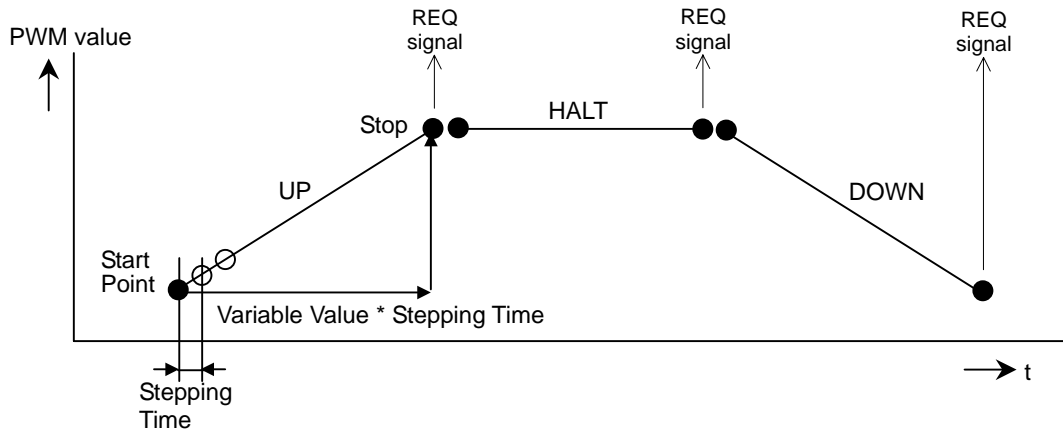 REQ
signal
REQ
signal
REQ
signal
PWM value
Stop
HALT
UP
DOWN
Start
Point
Variable Value * Stepping Time
t
Stepping
Time